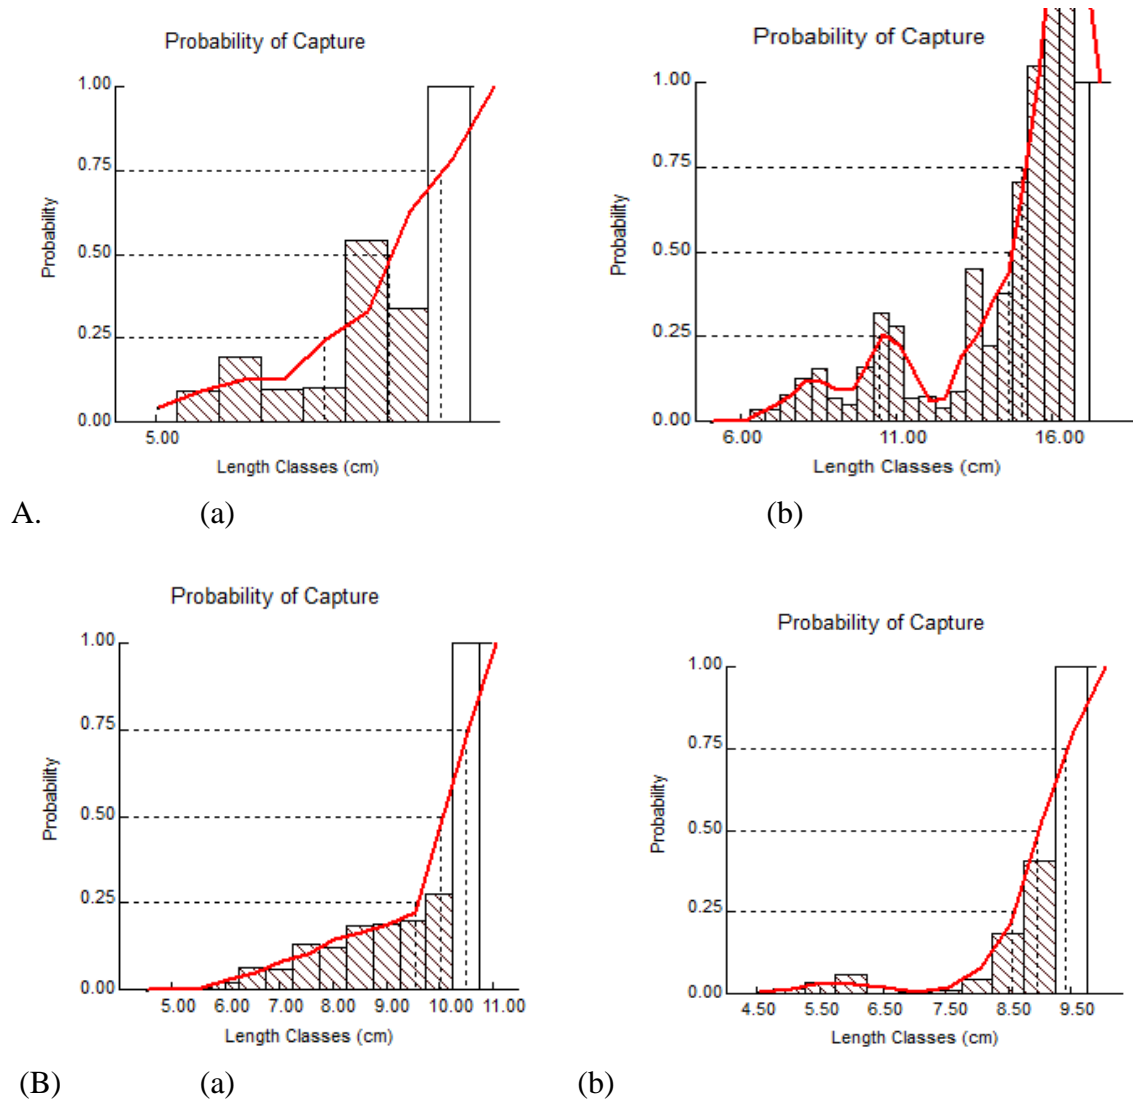 Probability of Capture
1.00
0.75
0.50
0.25
0.00
Probability
5.00
Length Classes (cm)
Probability of Capture
1.00
0.75
0.50
0.25
0.00
Probability
6.00 11.00 16.00
Length Classes (cm)
A. (a) (b)
Probability of Capture
1.00
0.75
0.50
0.25
0.00
Probability
5.00 6.00 7.00 8.00 9.00 10.00 11.00
Length Classes (cm)
Probability of Capture
1.00
0.75
0.50
0.25
0.00
Probability
4.50 5.50 6.50 7.50 8.50 9.50
Length Classes (cm)
(B) (a) (b)